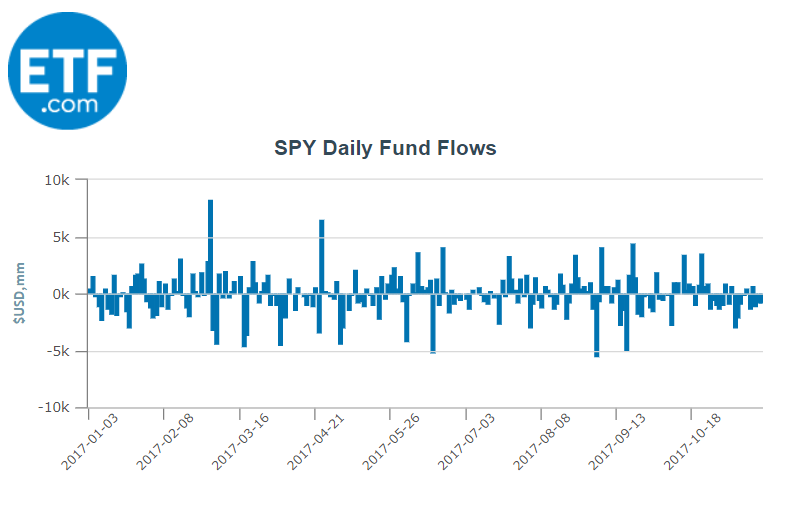 ETF
.com
SPY Daily Fund Flows
10k
5k
0k
-5k
-10k
$USD,mm
2017-01-03
2017-02-08
2017-03-16
2017-04-21
2017-05-26
2017-07-03
2017-08-08
2017-09-13
2017-10-18